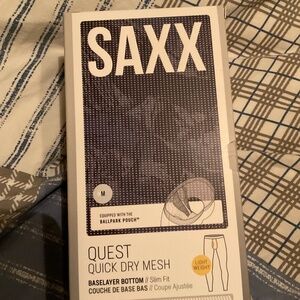 SAXX
M
EQUIPPED WITH THE
BALLPARK POUCH™
QUEST
QUICK DRY MESH
LIGHT
WEIGHT
BASELAYER BOTTOM // Slim Fit
COUCHE DE BASE BAS // Coupe Ajustée